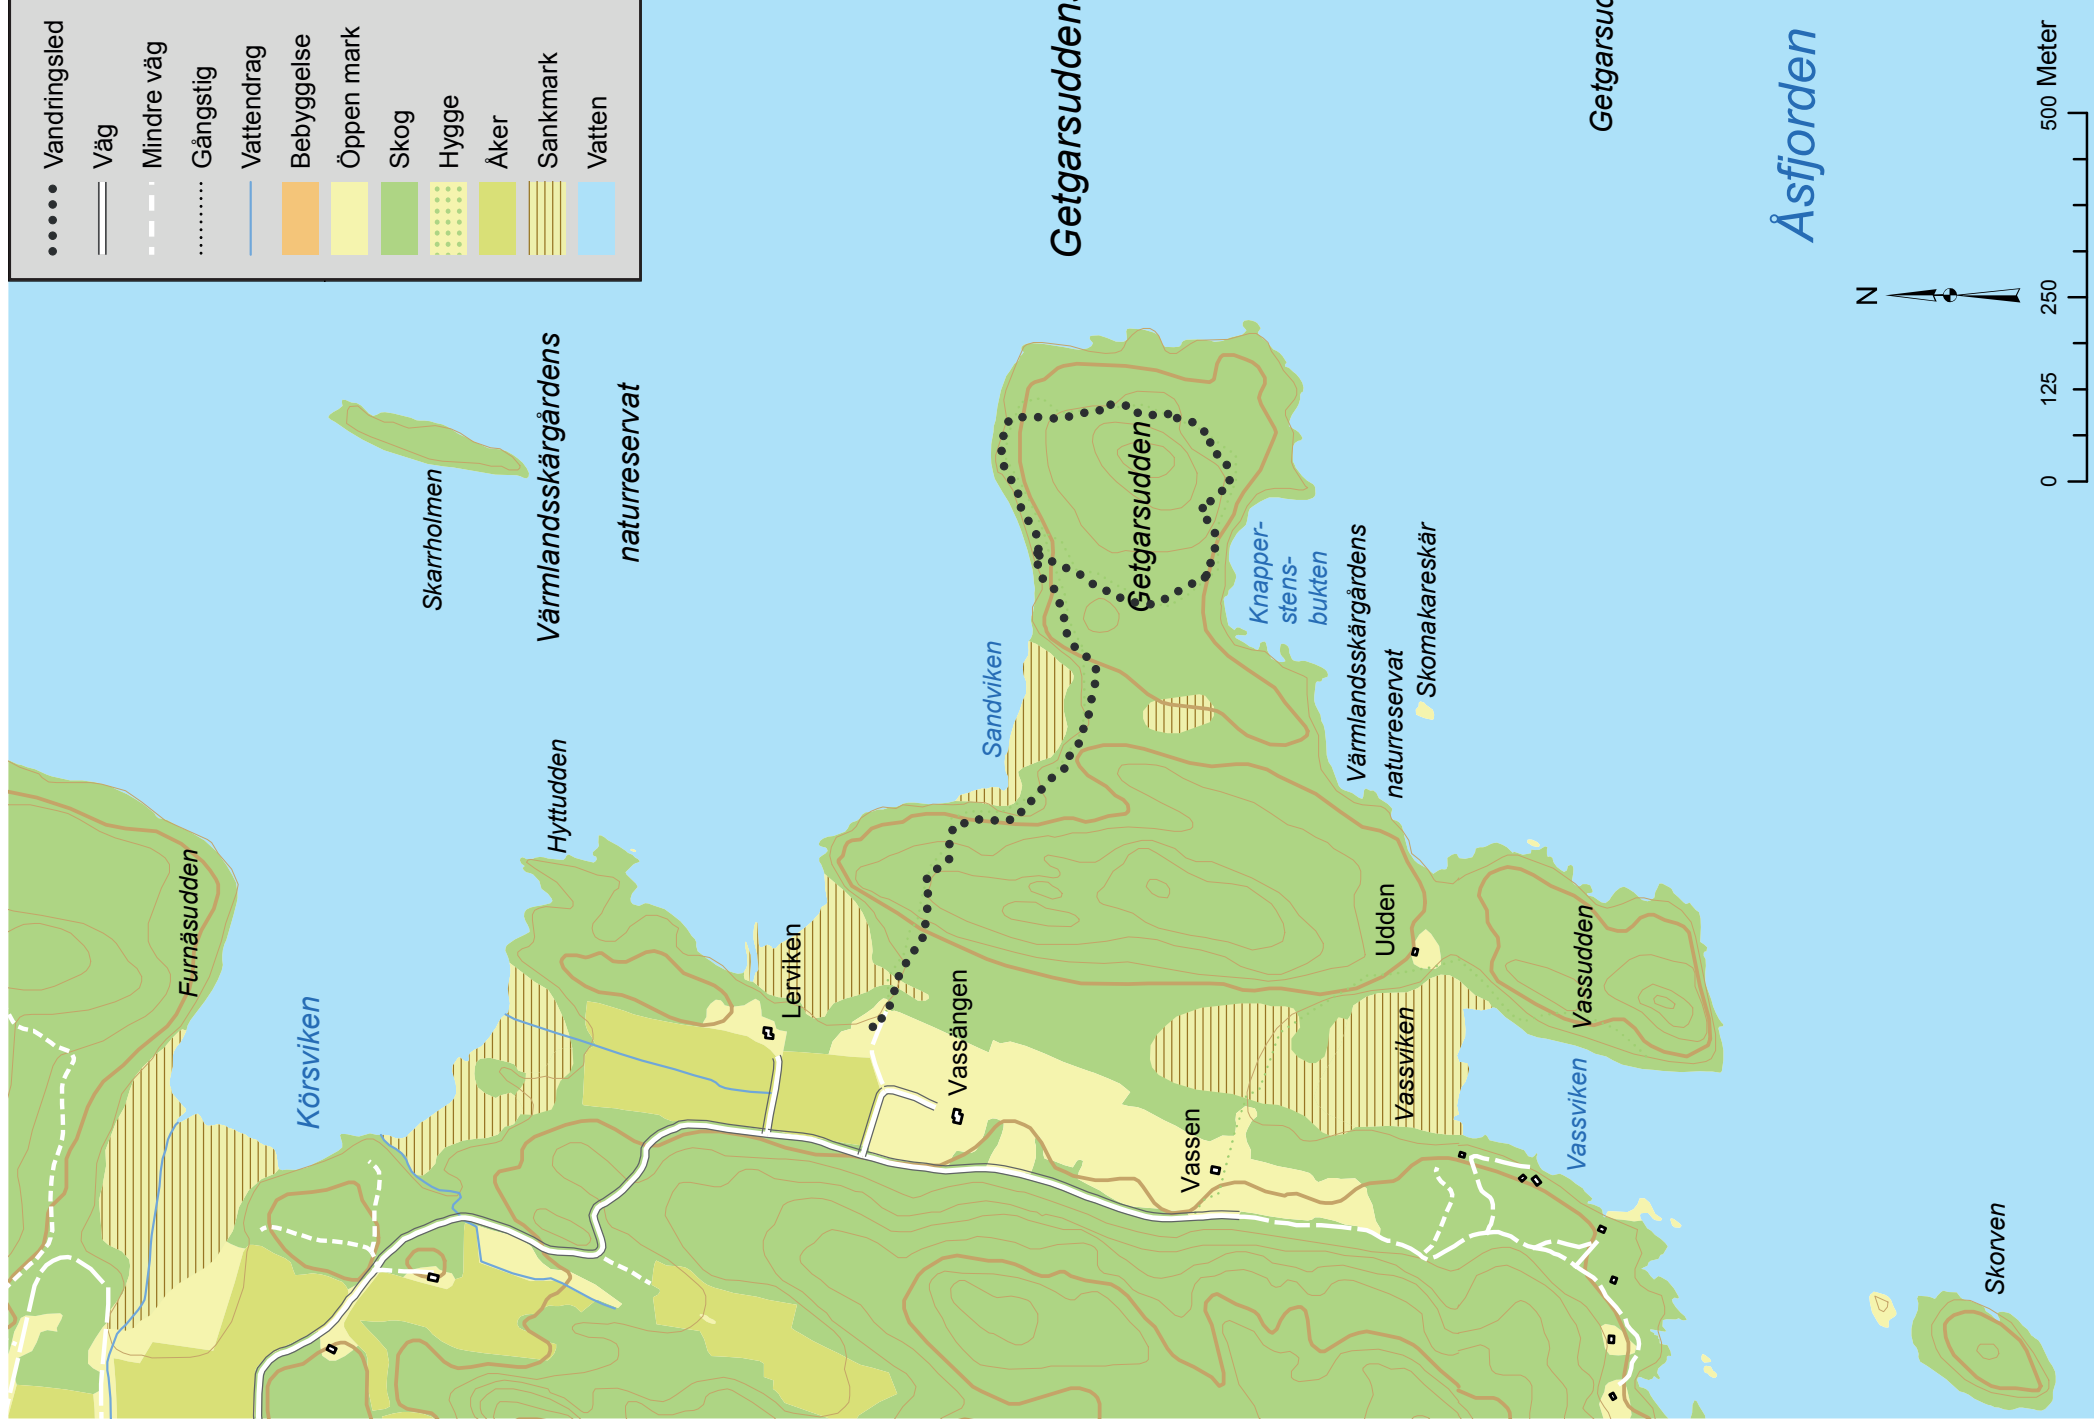 Vandringsled
Väg
Mindre väg
Gångstig
Vattendrag
Bebyggelse
Öppen mark
Skog
Hygge
Åker
Sankmark
Vatten
Furnäsudden
Körsviken
Skarrholmen
Värmlandsskärgårdens
naturreservat
Hyttudden
Lerviken
Vassängen
Sandviken
Getgarsudden
Getgarsuddens
Knapper-
stens-
bukten
Värmlandsskärgårdens
naturreservat
Skomakareskär
Udden
Vassen
Vassviken
Vassudden
Vassviken
Skorven
Getgarsud
Åsfjorden
N
0 125 250 500 Meter